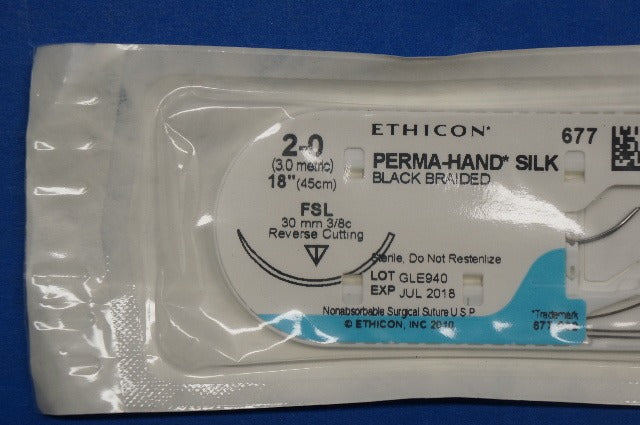 2-0
(3.0 metric)
18" (45cm)
FSL
30 mm 3/8c
Reverse Cutting
ETHICON*
677
PERMA-HAND* SILK
BLACK BRAIDED
Sterile, Do Not Resterilize
LOT GLE940
EXP JUL 2018
Nonabsorbable Surgical Suture U S P
© ETHICON, INC 2010
*Trademark